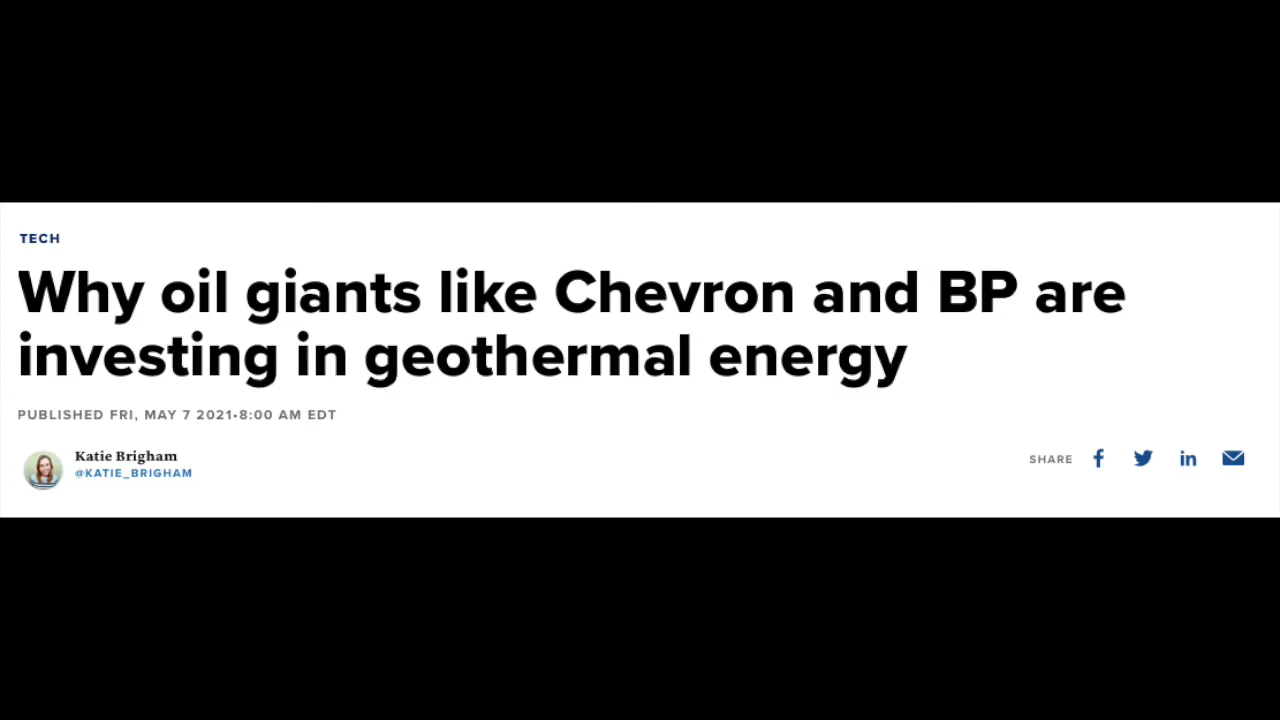 TECH
Why oil giants like Chevron and BP are
investing in geothermal energy
PUBLISHED FRI, MAY 7 2021•8:00 AM EDT
Katie Brigham
@KATIE_BRIGHAM
SHARE